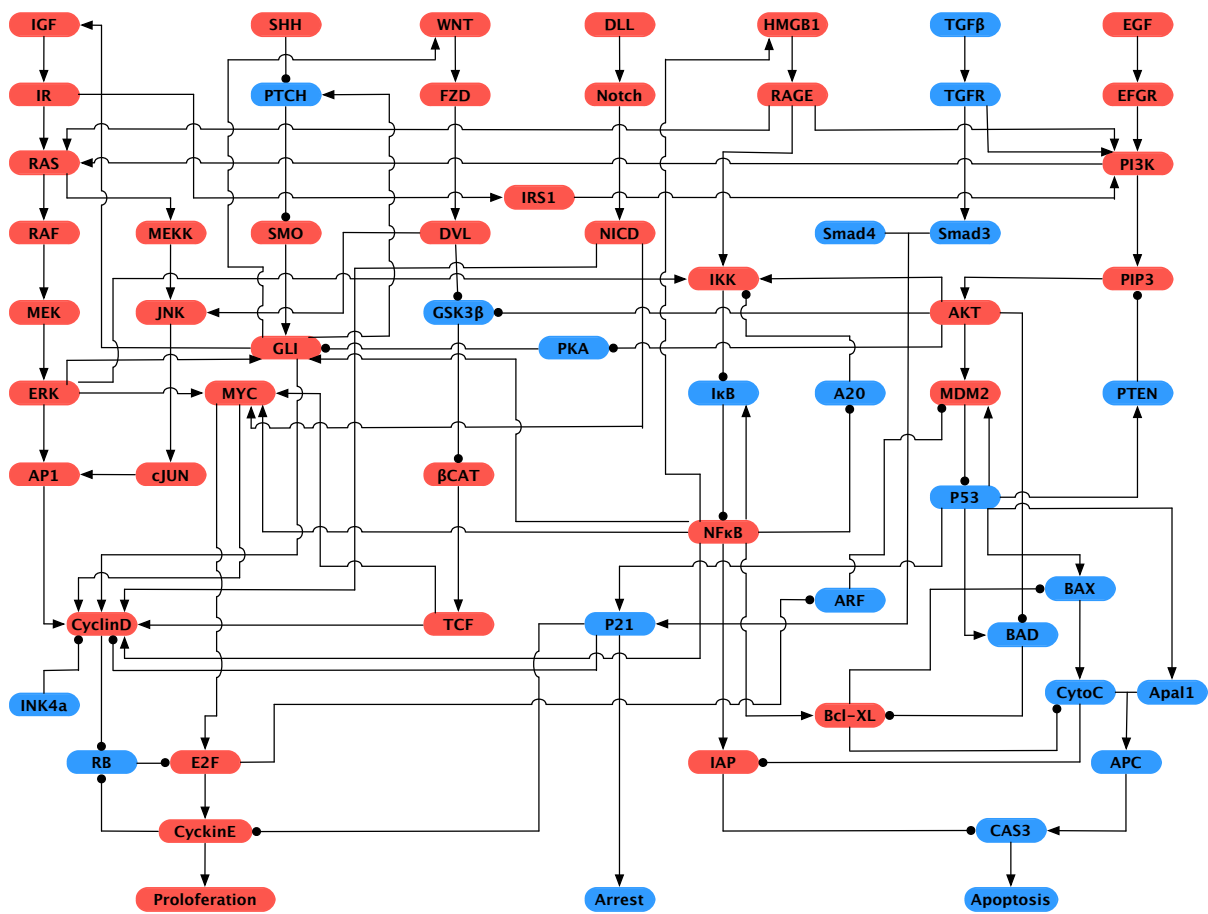 IGF SHH WNT DLL HMGB1 TGFβ EGF
IR PTCH FZD Notch RAGE TGFR EFGR
RAS PI3K
IRS1
RAF MEKK SMO DVL NICD Smad4 Smad3
IKK PIP3
MEK JNK GSK3β AKT
GLI PKA
ERK MYC IκB A20 MDM2 PTEN
AP1 cJUN βCAT
P53
NFκB
BAX
ARF
CyclinD TCF P21
BAD
CytoC Apal1
INK4a
Bcl-XL
RB E2F IAP APC
CyckinE CAS3
Proloferation Arrest Apoptosis